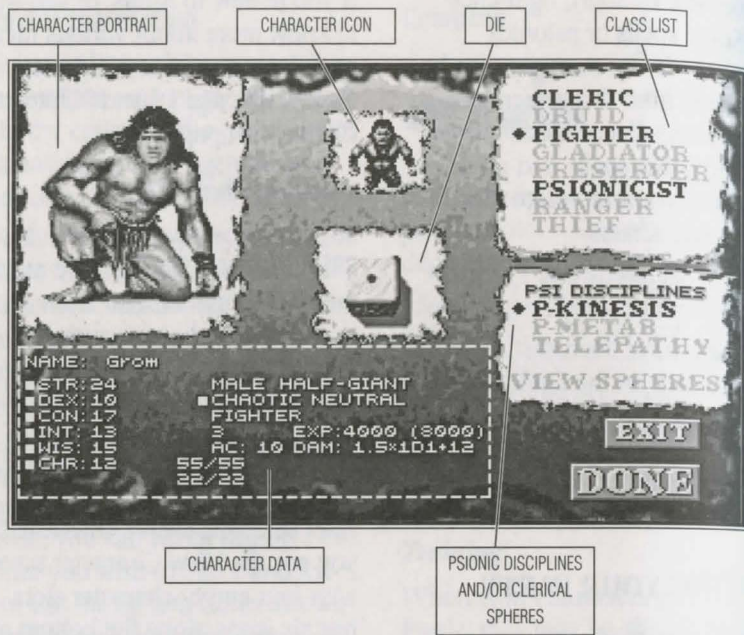 CHARACTER PORTRAIT
CHARACTER ICON
DIE
CLASS LIST
CLERIC
DRUID
FIGHTER
GLADIATOR
PRESERVER
PSIONICIST
RANGER
THIEF
PSI DISCIPLINES
P-KINESIS
P-METAB
TELEPATHY
VIEW SPHERES
NAME: Grom
STR:24 MALE HALF-GIANT
DEX:10 CHAOTIC NEUTRAL
CON:17 FIGHTER
INT:13 3 EXP:4000 (8000)
WIS:15 AC: 10 DAM: 1.5×1D1+12
CHR:12 55/55
22/22
EXIT
DONE
CHARACTER DATA
PSIONIC DISCIPLINES
AND/OR CLERICAL
SPHERES